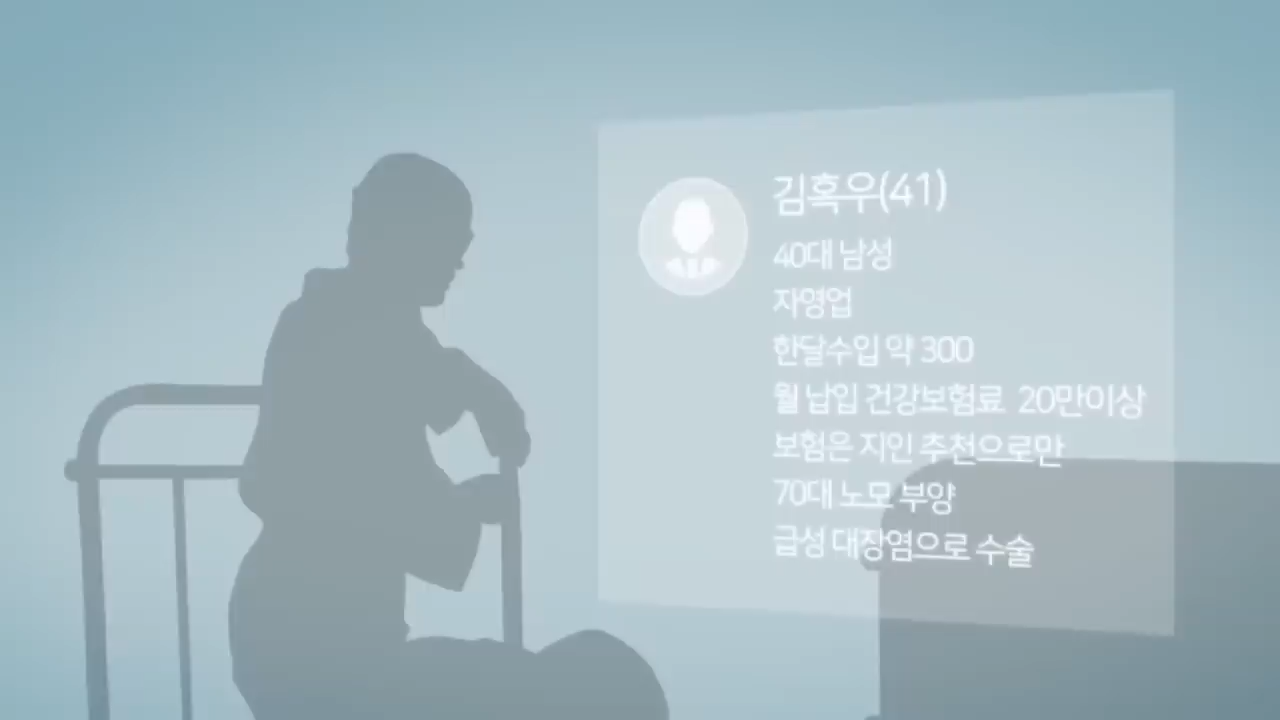 김혹우(41)
40대 남성
자영업
한달수입 약 300
월 납입 건강보험료 20만이상
보험은 지인 추천으로만
70대 노모 부양
급성 대장염으로 수술